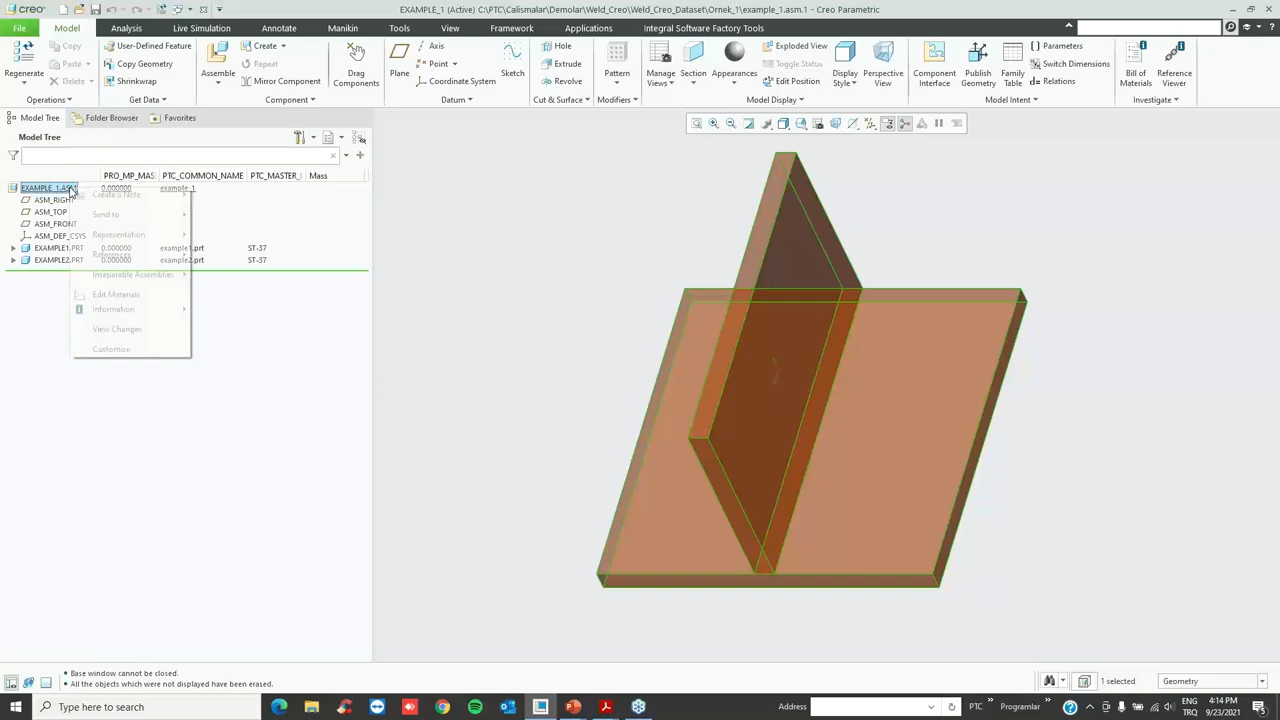 creo
EXAMPLE_1 (Active) C:\PTC\Calismalar\Demolar\Weld_Creo\Weld_Creo_Dataset\Ornek_1\example_1.asm.1 - Creo Parametric
File Model Analysis Live Simulation Annotate Manikin Tools View Framework Applications Integral Software Factory Tools
Regenerate
Copy
Paste
Delete
User-Defined Feature
Copy Geometry
Shrinkwrap
Assemble
Create
Repeat
Mirror Component
Drag
Components
Plane
Axis
Point
Coordinate System
Sketch
Hole
Extrude
Revolve
Pattern
Manage
Views
Section
Appearances
Exploded View
Toggle Status
Edit Position
Display
Style
Perspective
View
Component
Interface
Publish
Geometry
Family
Table
Parameters
Switch Dimensions
Relations
Bill of
Materials
Reference
Viewer
Operations Get Data Component Datum Cut & Surface Modifiers Model Display Model Intent Investigate
Model Tree Folder Browser Favorites
Model Tree
PRO_MP_MAS PTC_COMMON_NAME PTC_MASTER_ Mass
EXAMPLE_1.ASM 0.000000 example_1
ASM_RIGHT
ASM_TOP
ASM_FRONT
ASM_DEF_CSYS
EXAMPLE1.PRT 0.000000 example1.prt ST-37
EXAMPLE2.PRT 0.000000 example2.prt ST-37
Create a Note
Send to
Representation
References
Inseparable Assemblies
Edit Materials
Information
View Changes
Customize
• Base window cannot be closed.
• All the objects which were not displayed have been erased.
1 selected
Geometry
Type here to search
Address
PTC
Programlar
ENG
TRQ
4:14 PM
9/23/2021